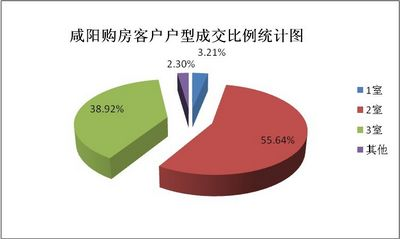 咸阳购房客户户型成交比例统计图
2.30%
3.21%
38.92%
55.64%
1室
2室
3室
其他